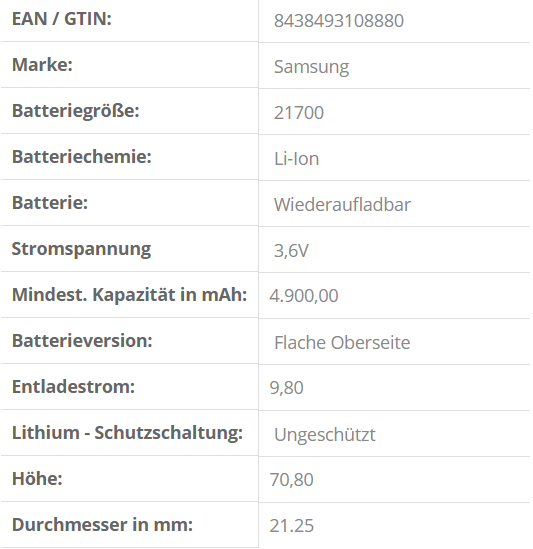 EAN / GTIN: 8438493108880
Marke: Samsung
Batteriegröße: 21700
Batteriechemie: Li-Ion
Batterie: Wiederaufladbar
Stromspannung 3,6V
Mindest. Kapazität in mAh: 4.900,00
Batterieversion: Flache Oberseite
Entladestrom: 9,80
Lithium - Schutzschaltung: Ungeschützt
Höhe: 70,80
Durchmesser in mm: 21.25